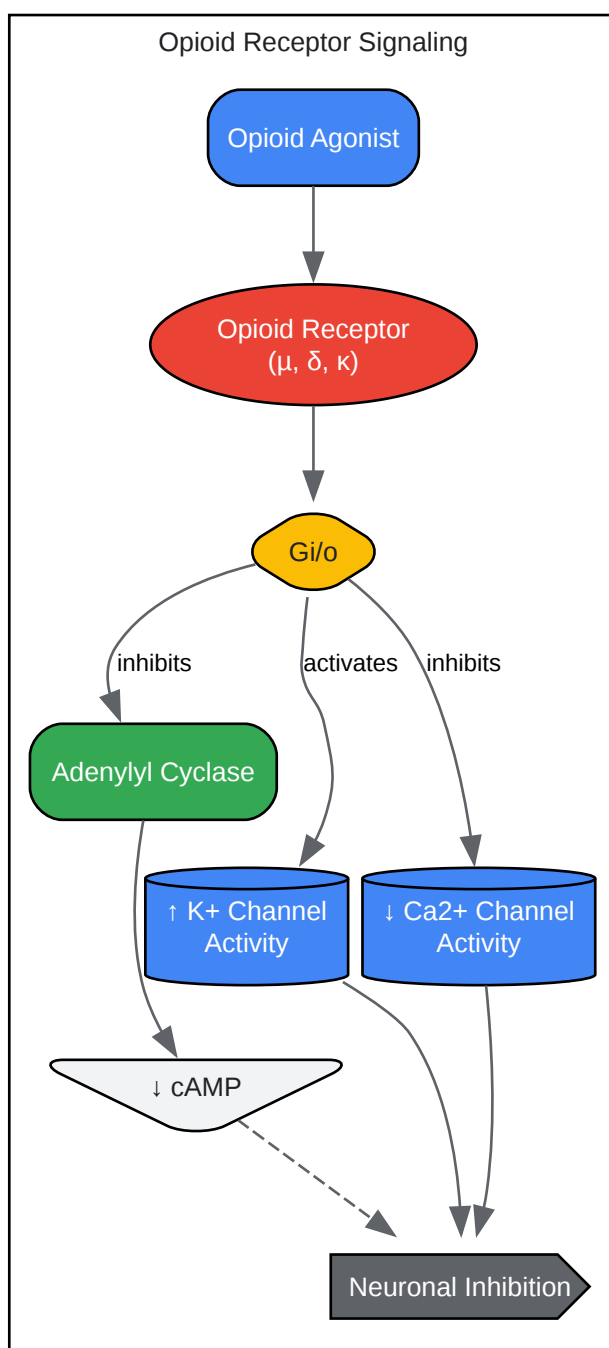 Opioid Receptor Signaling
Opioid Agonist
Opioid Receptor
(μ, δ, κ)
Gi/o
inhibits
activates
inhibits
Adenylyl Cyclase
↑ K+ Channel
Activity
↓ Ca2+ Channel
Activity
↓ cAMP
Neuronal Inhibition